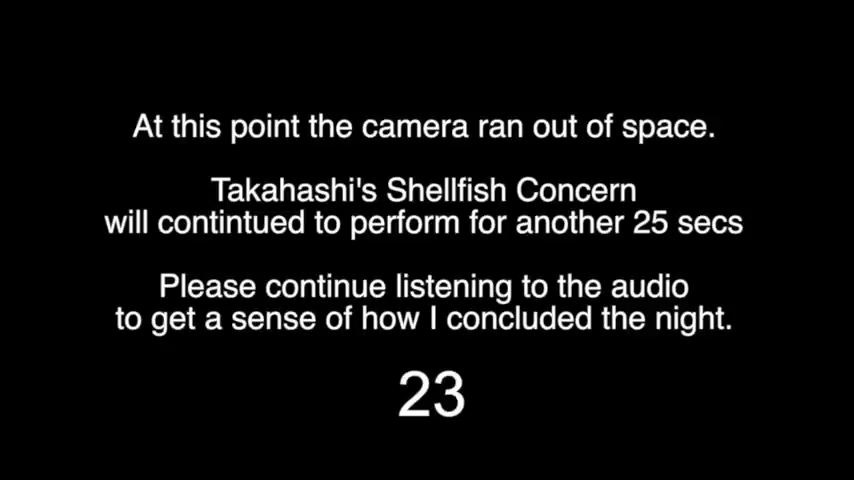 At this point the camera ran out of space.
Takahashi's Shellfish Concern
will contintued to perform for another 25 secs
Please continue listening to the audio
to get a sense of how I concluded the night.
23